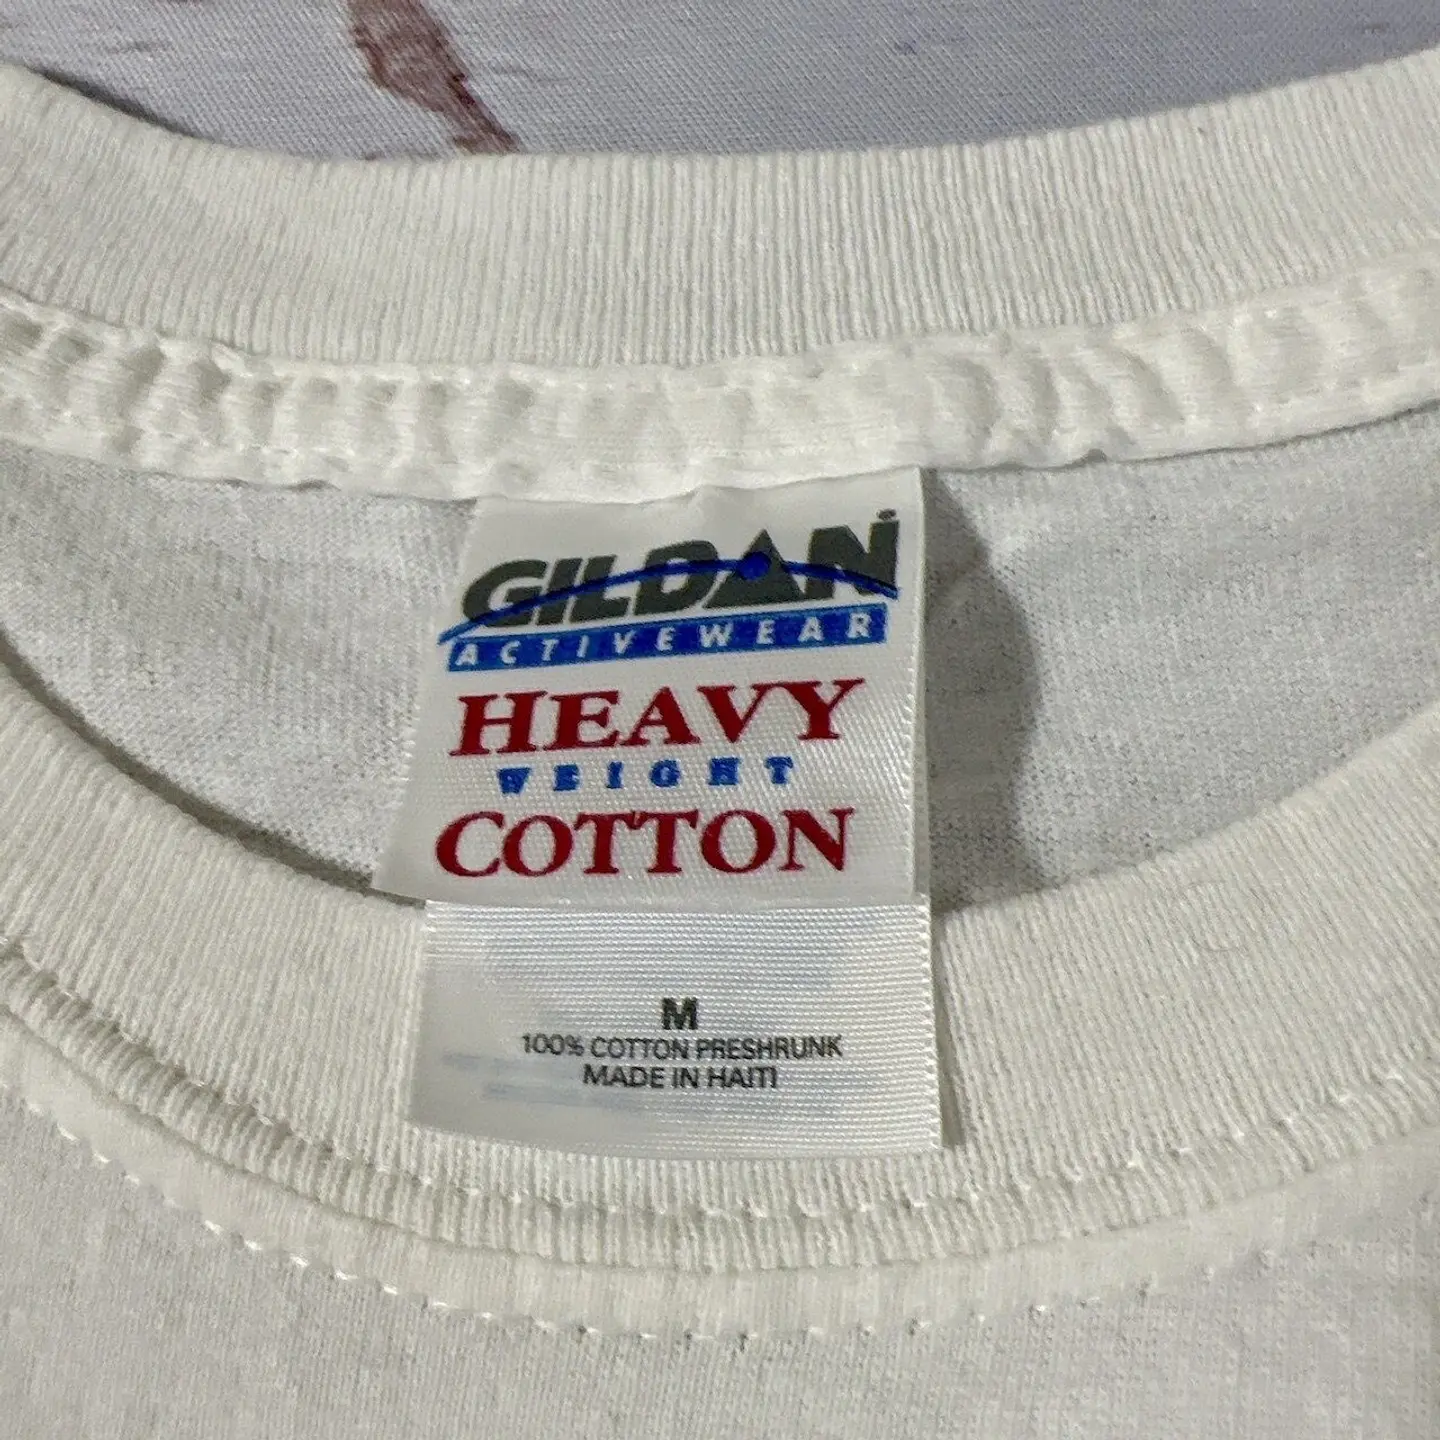 GILDAN
ACTIVEWEAR
HEAVY
WEIGHT
COTTON
M
100% COTTON PRESHRUNK
MADE IN HAITI